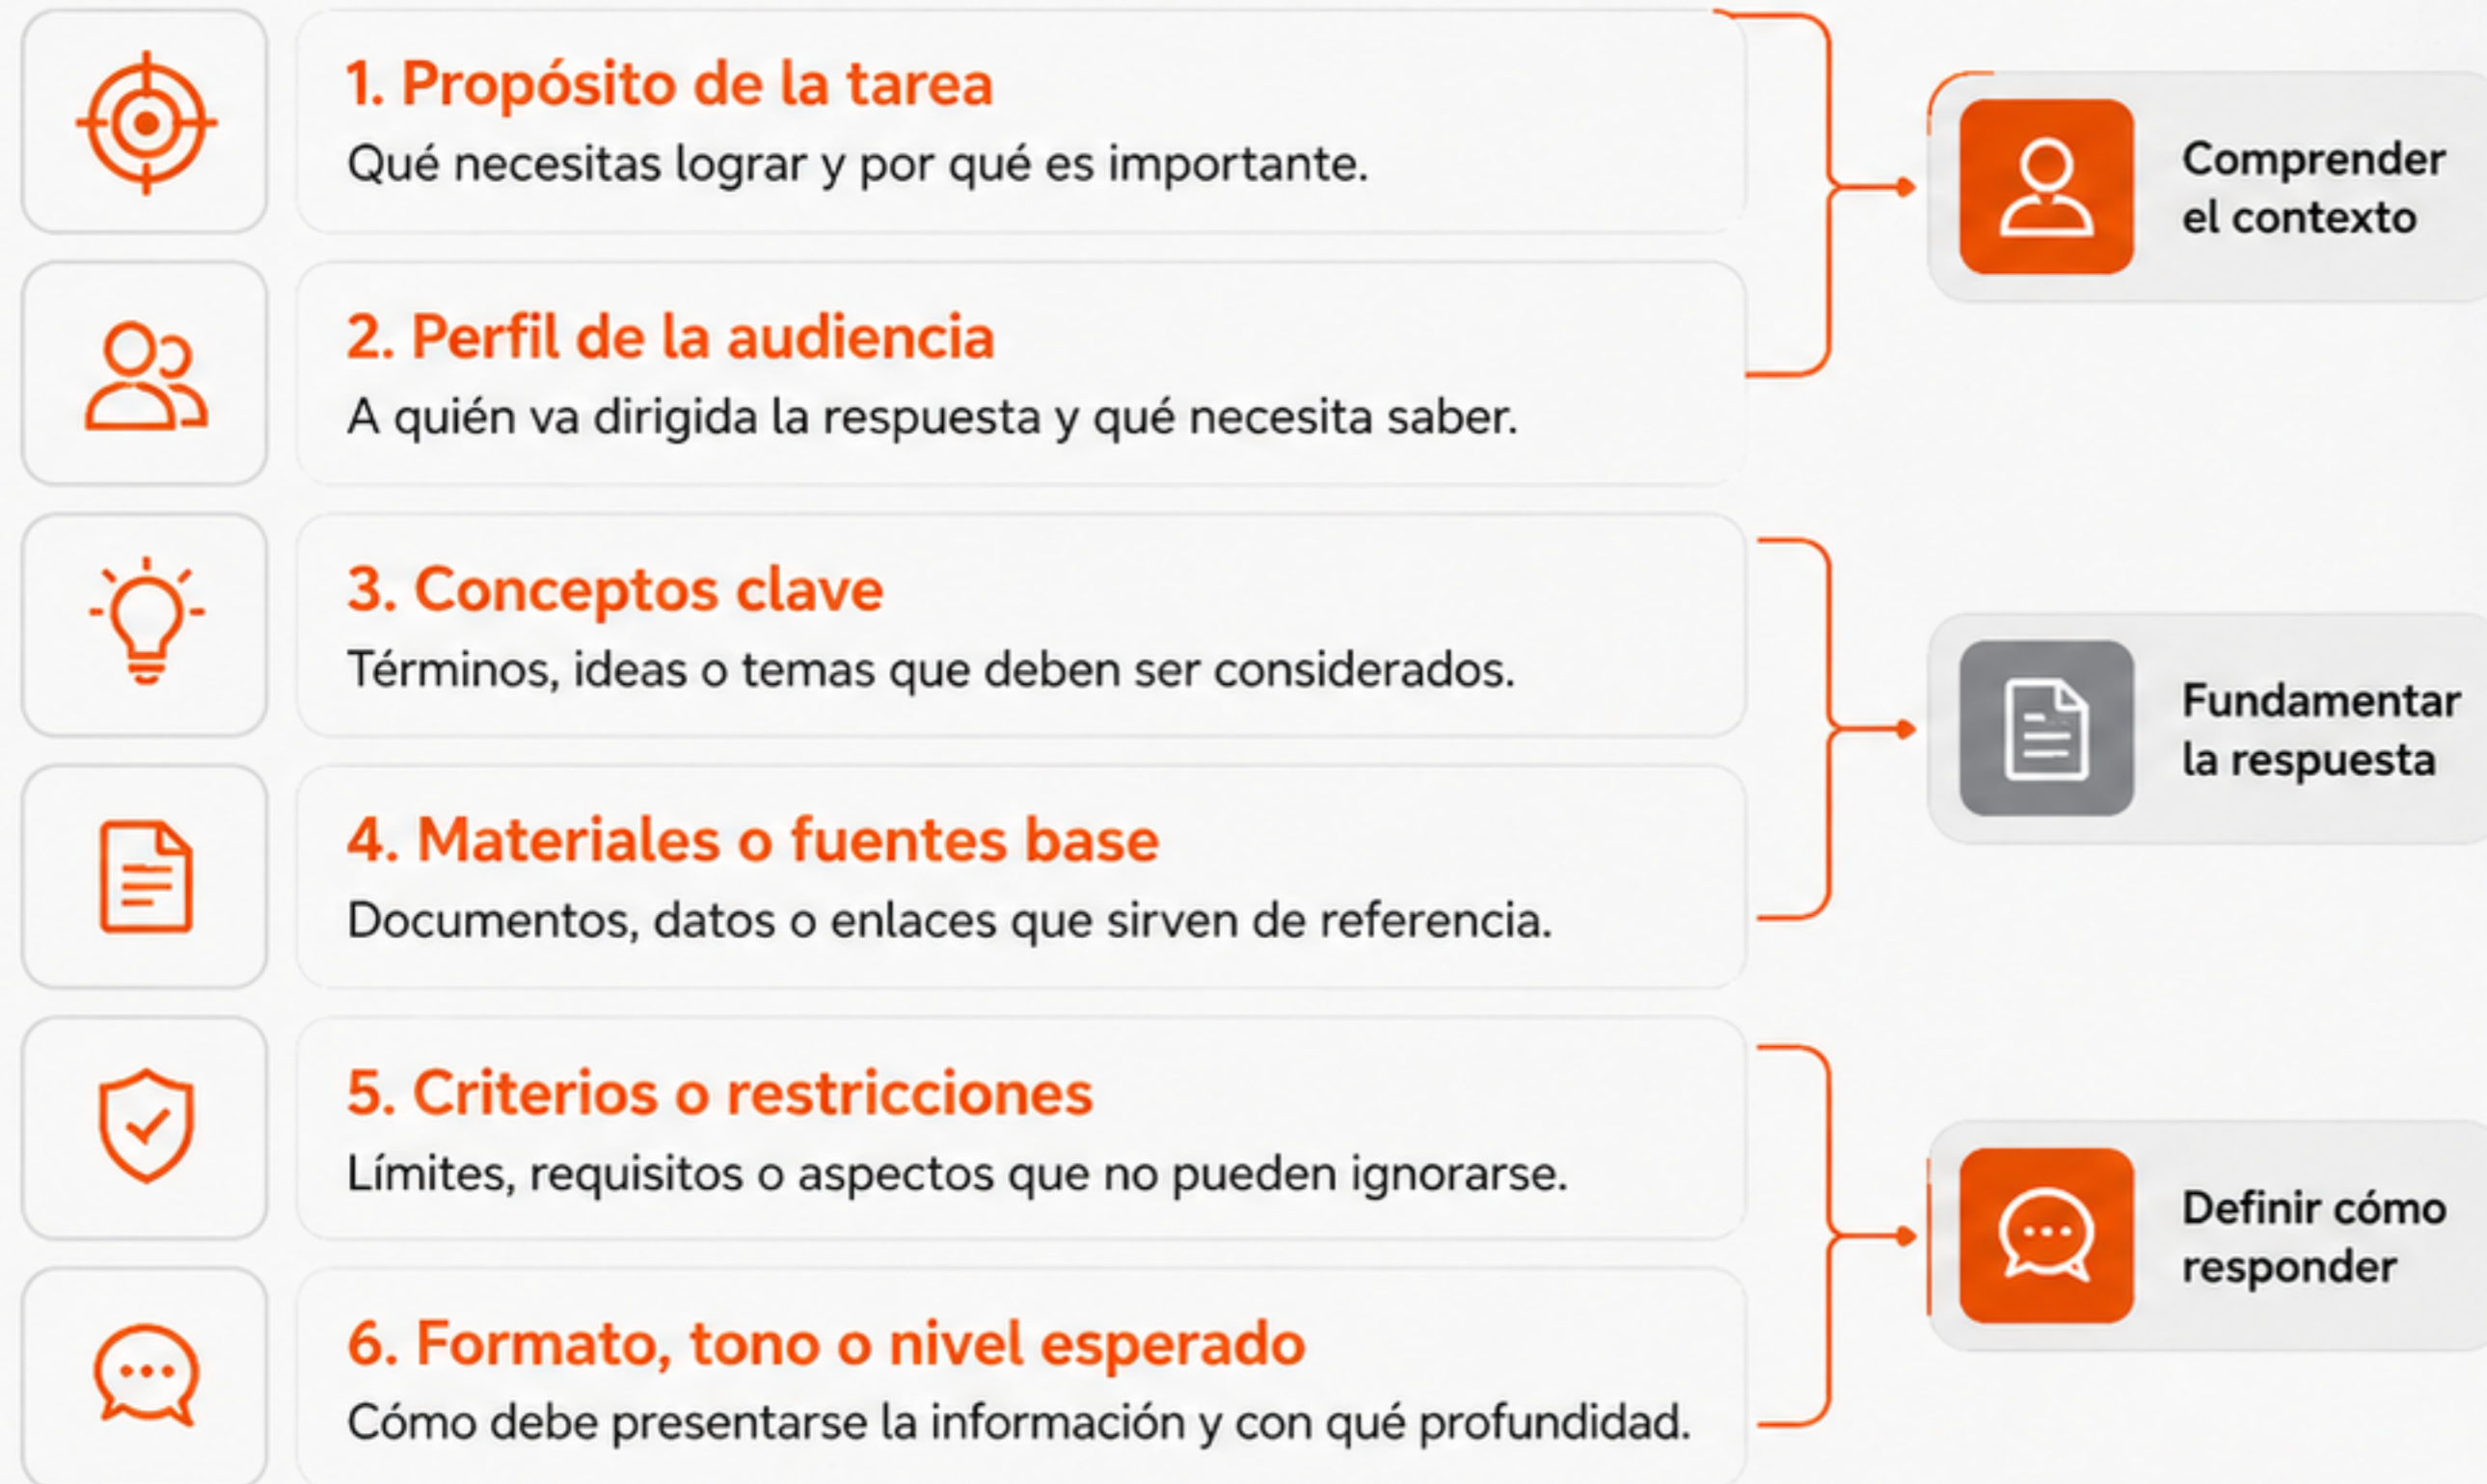 1. Propósito de la tarea
Qué necesitas lograr y por qué es importante.
2. Perfil de la audiencia
A quién va dirigida la respuesta y qué necesita saber.
Comprender
el contexto
3. Conceptos clave
Términos, ideas o temas que deben ser considerados.
4. Materiales o fuentes base
Documentos, datos o enlaces que sirven de referencia.
Fundamentar
la respuesta
5. Criterios o restricciones
Límites, requisitos o aspectos que no pueden ignorarse.
6. Formato, tono o nivel esperado
Cómo debe presentarse la información y con qué profundidad.
Definir cómo
responder